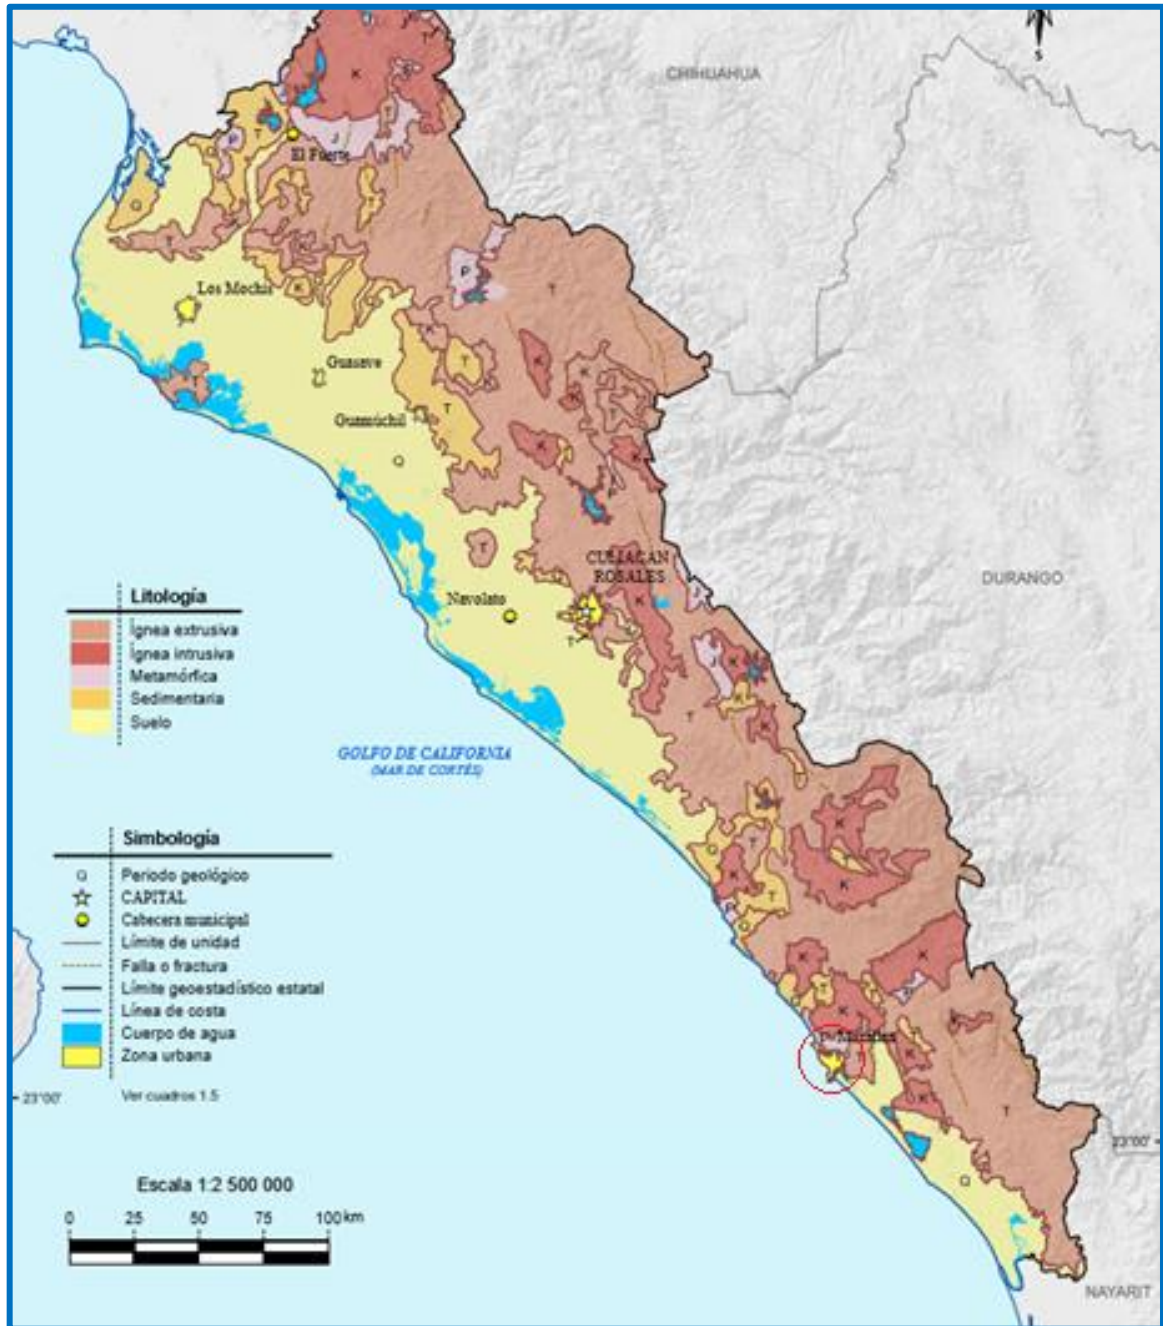 CHIHUAHUA
S
El Fuerte
Los Mochis
Guasave
Guamúchil
CULIACÁN
ROSALES
Navolato
DURANGO
Litología
Ígnea extrusiva
Ígnea intrusiva
Metamórfica
Sedimentaria
Suelo
GOLFO DE CALIFORNIA
(MAR DE CORTÉS)
Simbología
Q Periodo geológico
CAPITAL
Cabecera municipal
Límite de unidad
Falla o fractura
Límite geoestadístico estatal
Línea de costa
Cuerpo de agua
Zona urbana
Mazatlán
23°00'
Ver cuadros 1.5
23°00'
Escala 1:2 500 000
0 25 50 75 100 km
NAYARIT